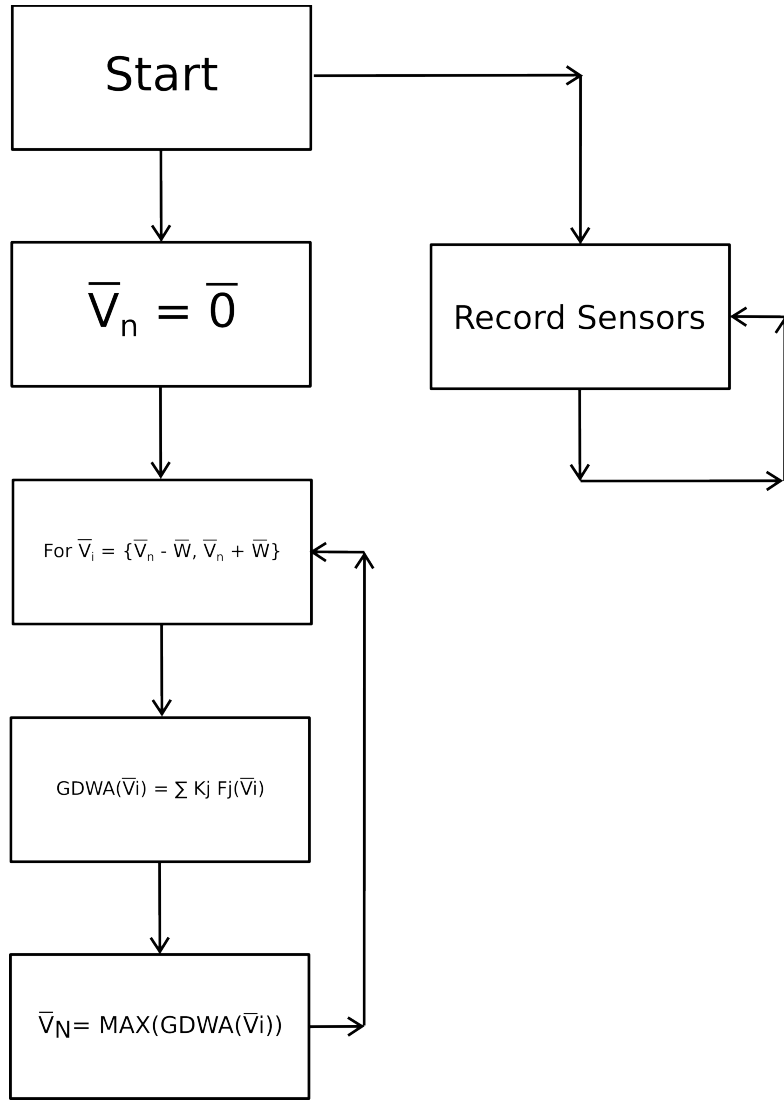 Start
V̅n = 0̅
Record Sensors
For V̅i = {V̅n - W̅, V̅n + W̅}
GDWA(V̅i) = ∑ Kj Fj(V̅i)
V̅N= MAX(GDWA(V̅i))